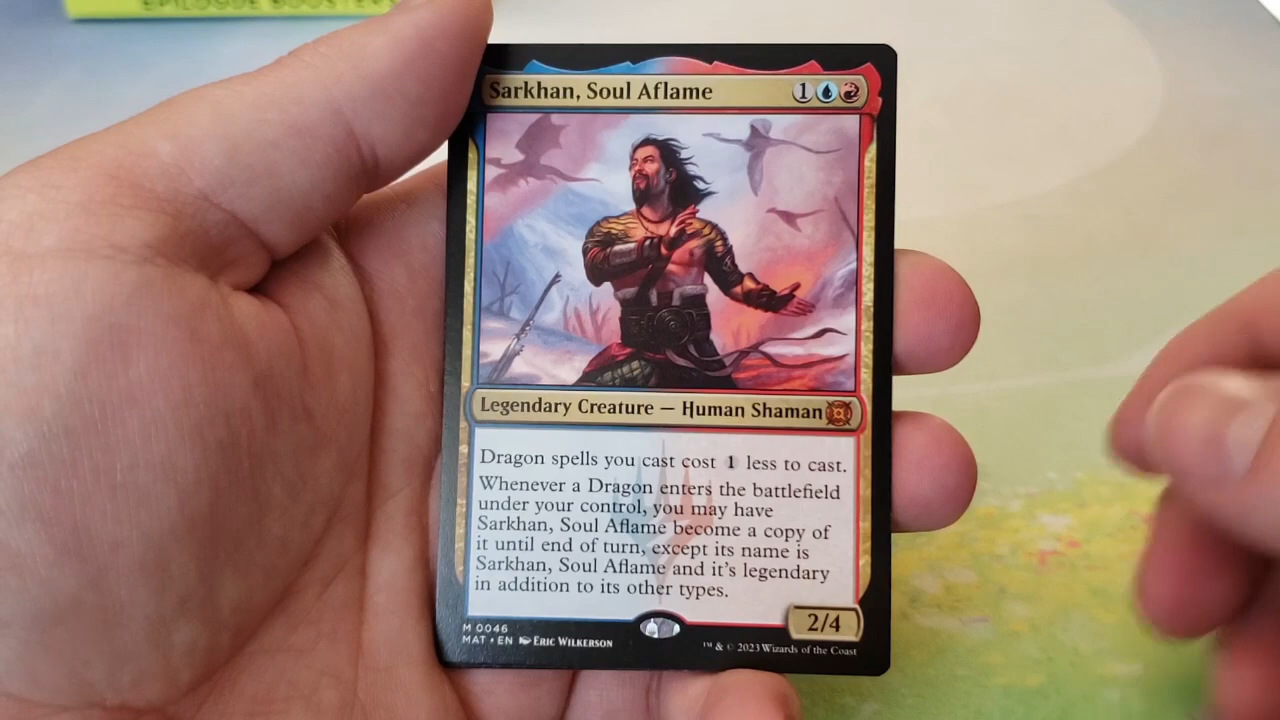 EPILOGUE BOOSTERS
Sarkhan, Soul Aflame 1
Legendary Creature — Human Shaman
Dragon spells you cast cost 1 less to cast.
Whenever a Dragon enters the battlefield
under your control, you may have
Sarkhan, Soul Aflame become a copy of
it until end of turn, except its name is
Sarkhan, Soul Aflame and it's legendary
in addition to its other types.
2/4
M 0046
MAT • EN Eric Wilkerson
™ & © 2023 Wizards of the Coast